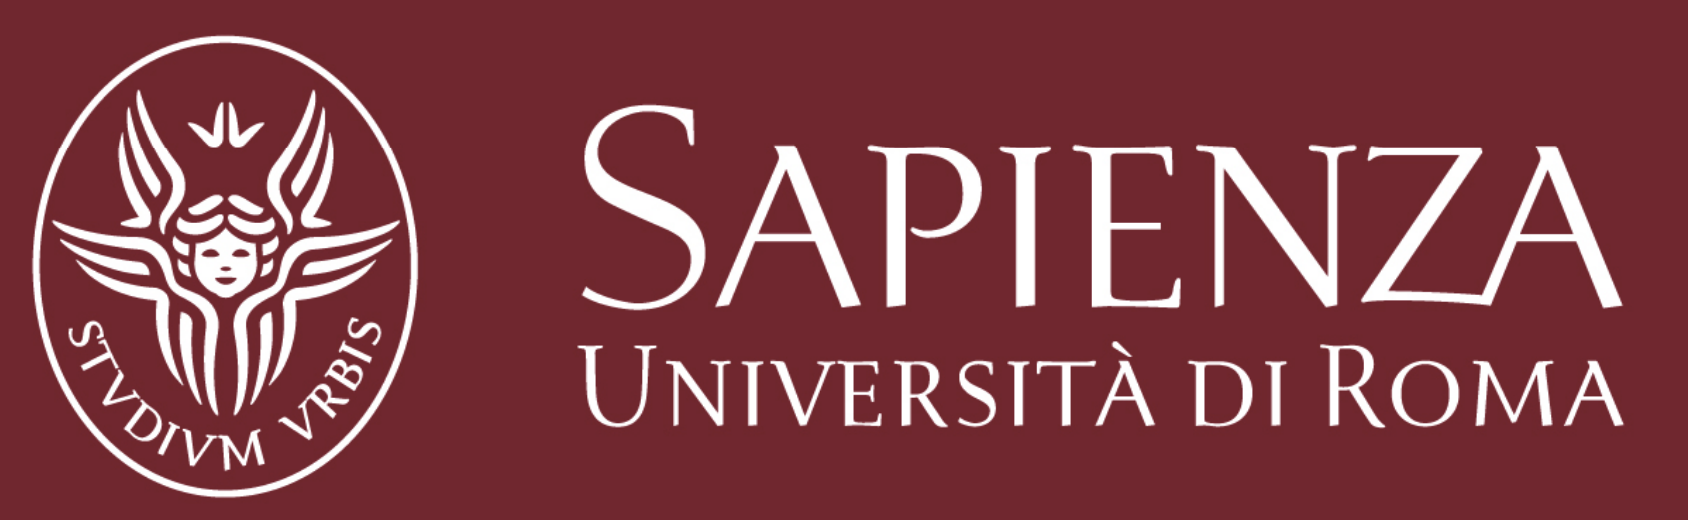 STVDIVM VRBIS
SAPIENZA
UNIVERSITÀ DI ROMA